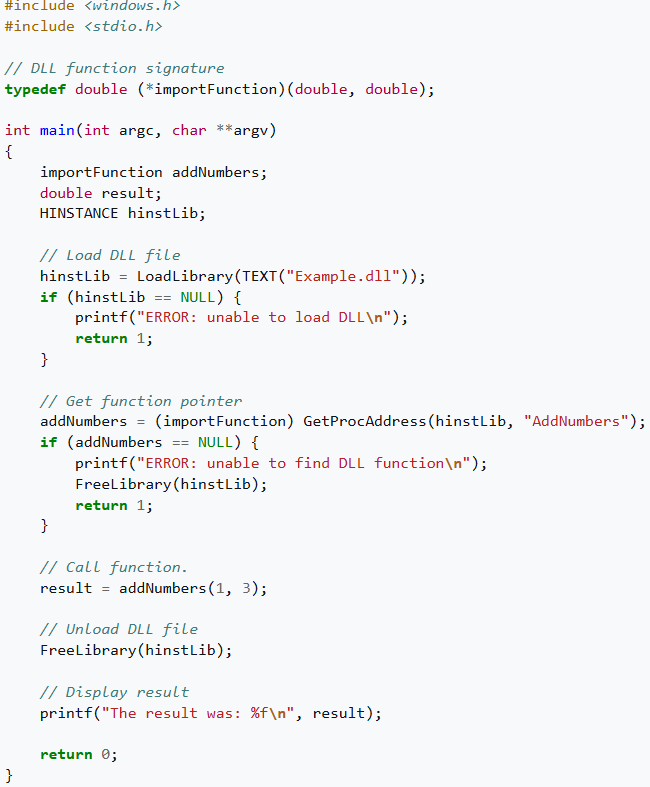 #include <windows.h>
#include <stdio.h>
// DLL function signature
typedef double (*importFunction)(double, double);
int main(int argc, char **argv)
{
importFunction addNumbers;
double result;
HINSTANCE hinstLib;
// Load DLL file
hinstLib = LoadLibrary(TEXT("Example.dll"));
if (hinstLib == NULL) {
printf("ERROR: unable to load DLL\n");
return 1;
}
// Get function pointer
addNumbers = (importFunction) GetProcAddress(hinstLib, "AddNumbers");
if (addNumbers == NULL) {
printf("ERROR: unable to find DLL function\n");
FreeLibrary(hinstLib);
return 1;
}
// Call function.
result = addNumbers(1, 3);
// Unload DLL file
FreeLibrary(hinstLib);
// Display result
printf("The result was: %f\n", result);
return 0;
}